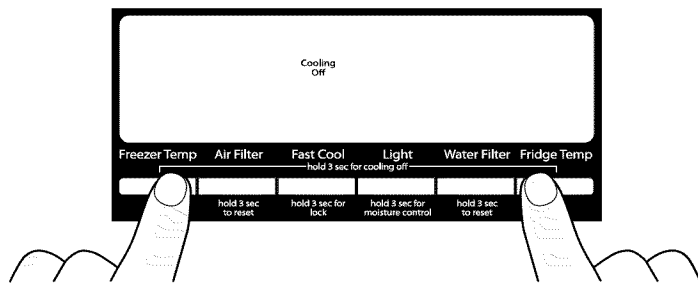 Cooling
Off
Freezer Temp Air Filter Fast Cool Light Water Filter Fridge Temp
hold 3 sec for cooling off
hold 3 sec
to reset
hold 3 sec for
lock
hold 3 sec for
moisture control
hold 3 sec
to reset